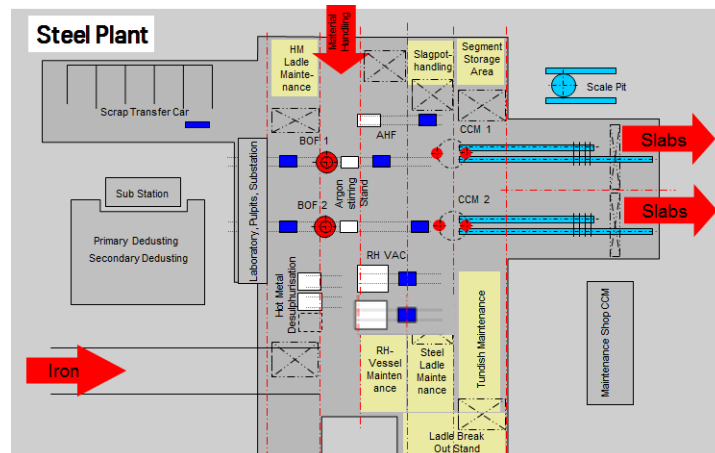 Steel Plant
HM
Ladle
Mainte-
nance
Material
Handling
Slagpot-
handling
Segment
Storage
Area
Scale Pit
Scrap Transfer Car
AHF
CCM 1
BOF 1
Slabs
Argon
stirring
Stand
Laboratory, Pulpits, Substation
Sub Station
BOF 2
CCM 2
Slabs
Primary Dedusting
Secondary Dedusting
RH VAC
Hot Metal
Desulphurisation
Tundish Maintenance
Maintenance Shop CCM
Iron
RH-
Vessel
Mainten
ance
Steel
Ladle
Mainte
nance
Ladle Break
Out Stand